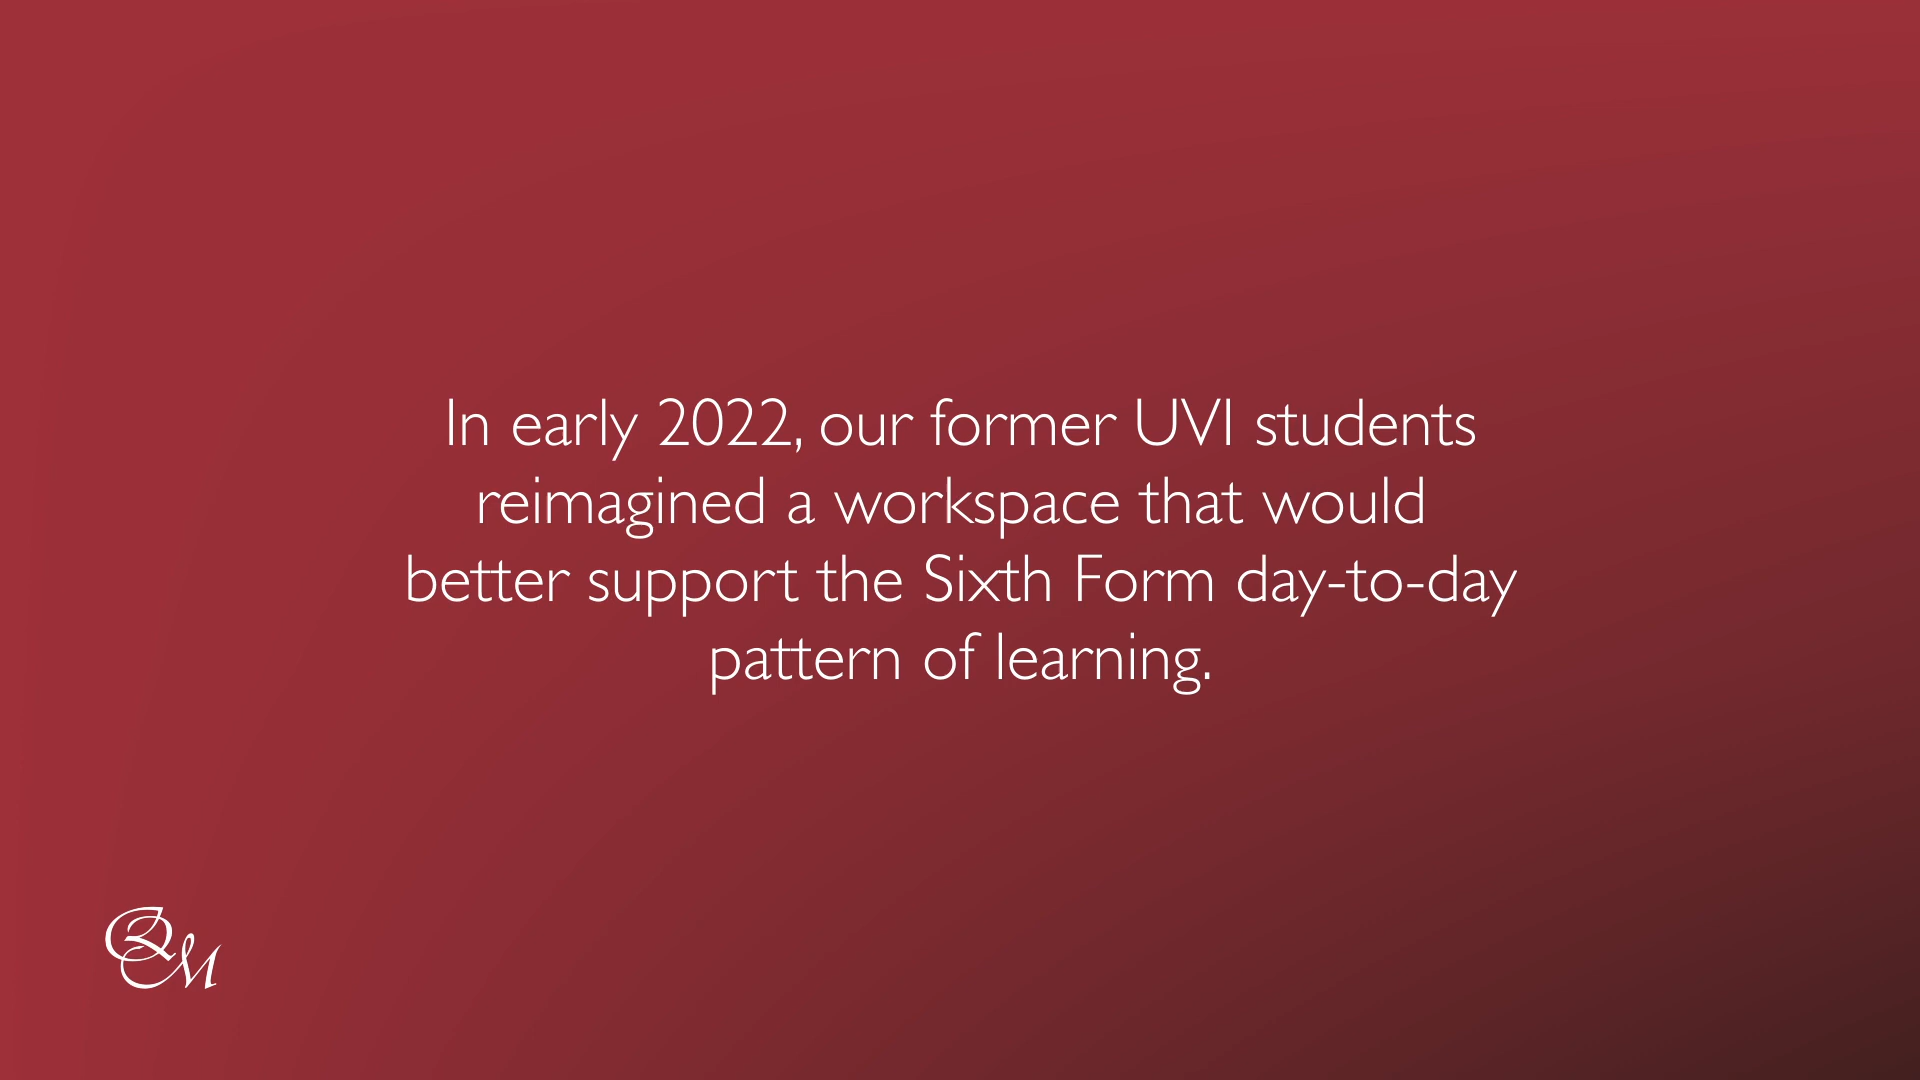 In early 2022, our former UVI students
reimagined a workspace that would
better support the Sixth Form day-to-day
pattern of learning.
QM